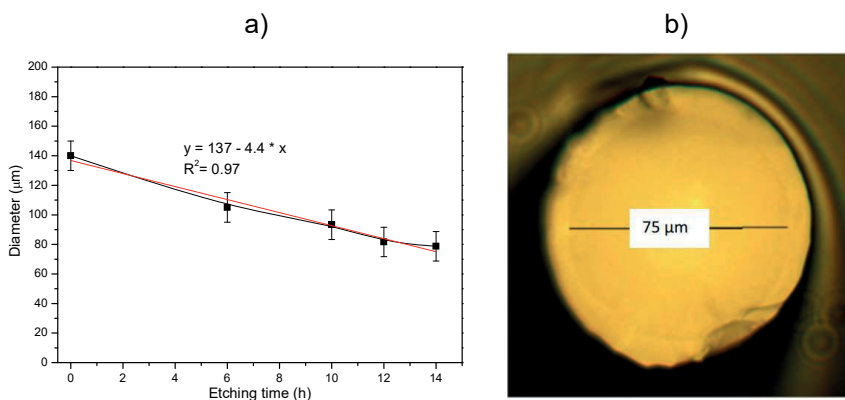 a)
b)
200
180
160
140
120
100
80
60
40
20
0
Diameter (μm)
y = 137 - 4.4 * x
R²= 0.97
0 2 4 6 8 10 12 14
Etching time (h)
75 μm